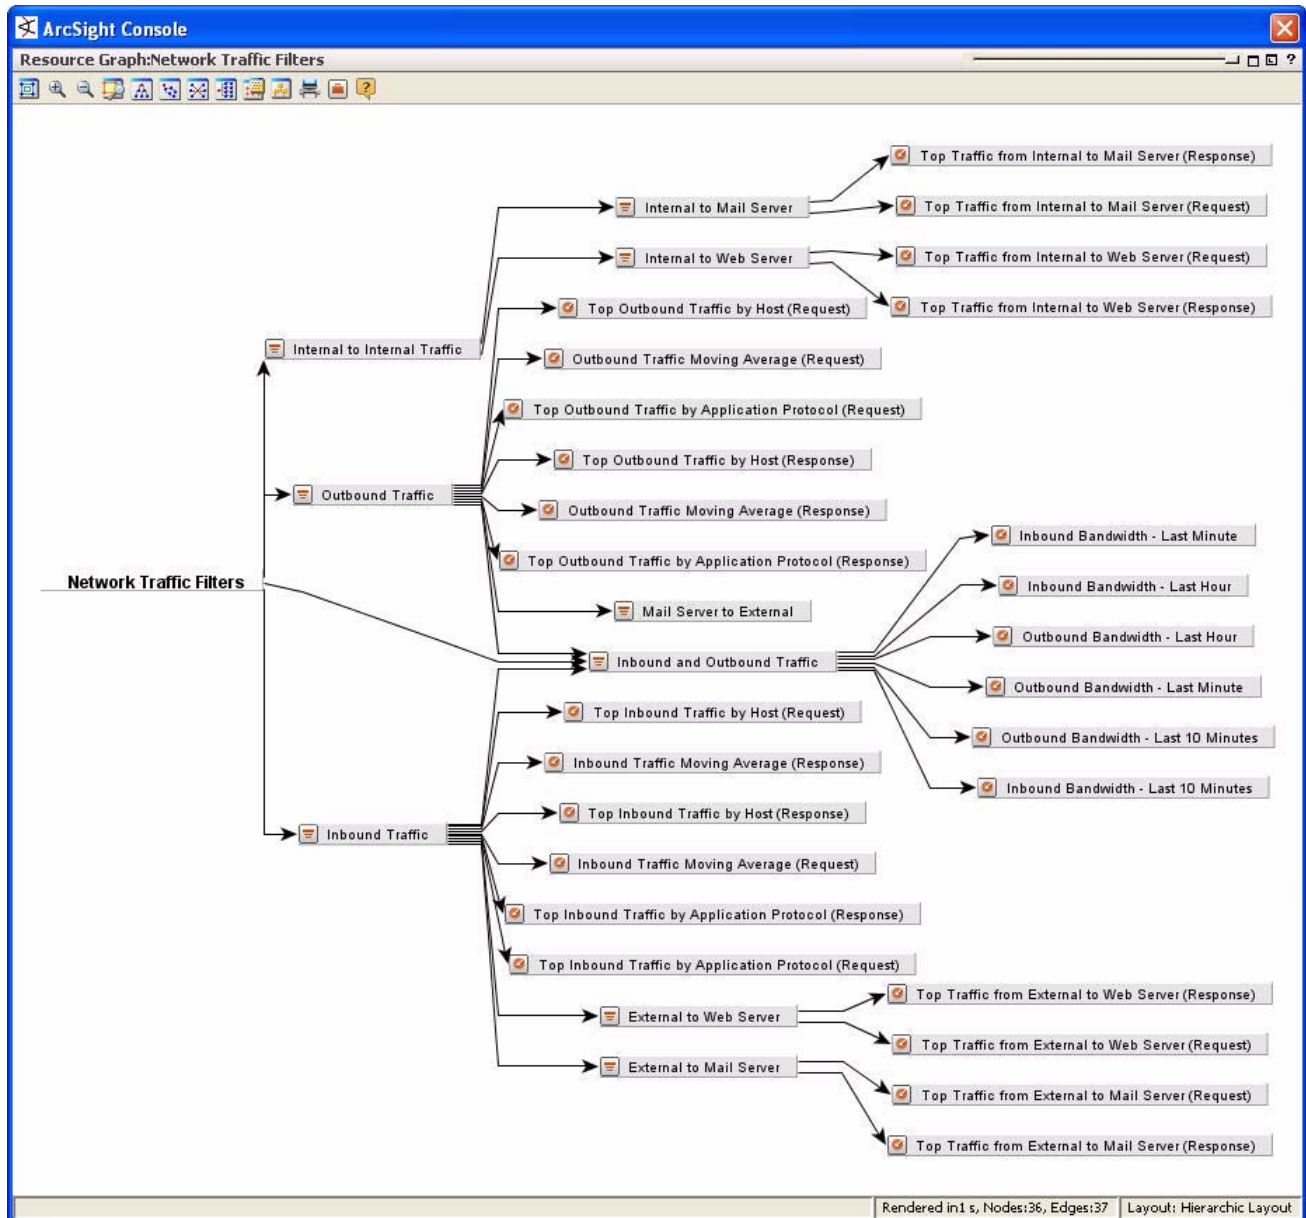 ArcSight Console
Resource Graph:Network Traffic Filters
Top Traffic from Internal to Mail Server (Response)
Internal to Mail Server
Top Traffic from Internal to Mail Server (Request)
Internal to Web Server
Top Traffic from Internal to Web Server (Request)
Top Outbound Traffic by Host (Request)
Top Traffic from Internal to Web Server (Response)
Internal to Internal Traffic
Outbound Traffic Moving Average (Request)
Top Outbound Traffic by Application Protocol (Request)
Top Outbound Traffic by Host (Response)
Outbound Traffic
Outbound Traffic Moving Average (Response)
Inbound Bandwidth - Last Minute
Top Outbound Traffic by Application Protocol (Response)
Network Traffic Filters
Inbound Bandwidth - Last Hour
Mail Server to External
Outbound Bandwidth - Last Hour
Inbound and Outbound Traffic
Outbound Bandwidth - Last Minute
Top Inbound Traffic by Host (Request)
Outbound Bandwidth - Last 10 Minutes
Inbound Traffic Moving Average (Response)
Inbound Bandwidth - Last 10 Minutes
Top Inbound Traffic by Host (Response)
Inbound Traffic
Inbound Traffic Moving Average (Request)
Top Inbound Traffic by Application Protocol (Response)
Top Inbound Traffic by Application Protocol (Request)
Top Traffic from External to Web Server (Response)
External to Web Server
Top Traffic from External to Web Server (Request)
External to Mail Server
Top Traffic from External to Mail Server (Request)
Top Traffic from External to Mail Server (Response)
Rendered in1 s, Nodes:36, Edges:37
Layout: Hierarchic Layout